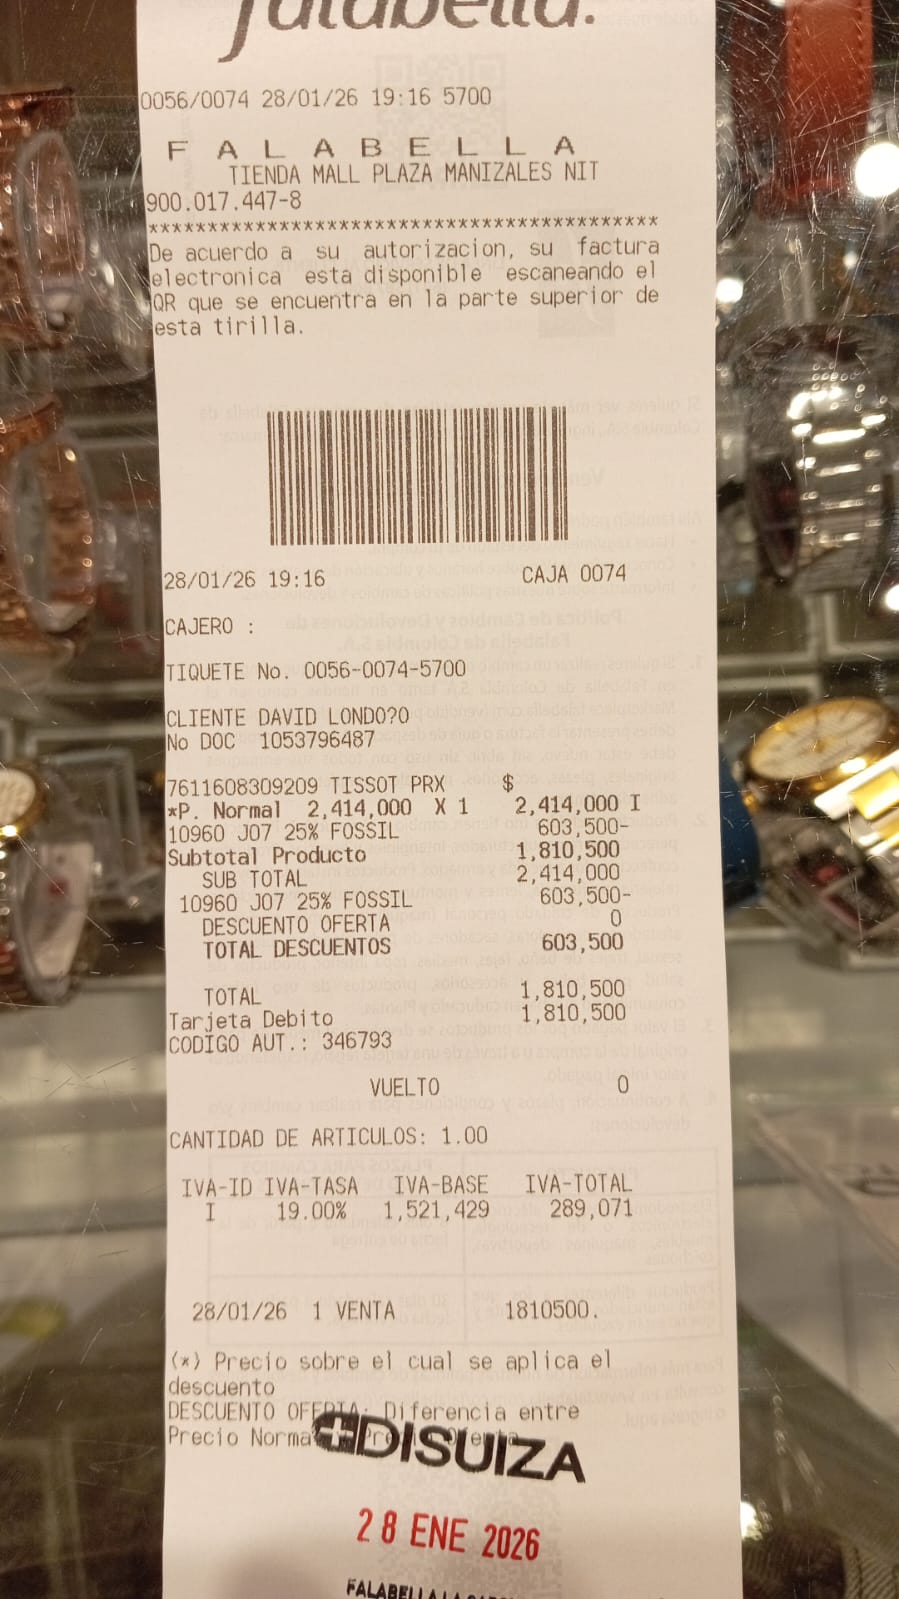 falabella.
0056/0074 28/01/26 19:16 5700
F A L A B E L L A
TIENDA MALL PLAZA MANIZALES NIT
900.017.447-8
*******************************************
De acuerdo a su autorizacion, su factura
electronica esta disponible escaneando el
QR que se encuentra en la parte superior de
esta tirilla.
28/01/26 19:16 CAJA 0074
CAJERO :
TIQUETE No. 0056-0074-5700
CLIENTE DAVID LONDO?O
No DOC 1053796487
7611608309209 TISSOT PRX $
*P. Normal 2,414,000 X 1 2,414,000 I
10960 J07 25% FOSSIL 603,500-
Subtotal Producto 1,810,500
SUB TOTAL 2,414,000
10960 J07 25% FOSSIL 603,500-
DESCUENTO OFERTA 0
TOTAL DESCUENTOS 603,500
TOTAL 1,810,500
Tarjeta Debito 1,810,500
CODIGO AUT.: 346793
VUELTO 0
CANTIDAD DE ARTICULOS: 1.00
IVA-ID IVA-TASA IVA-BASE IVA-TOTAL
I 19.00% 1,521,429 289,071
28/01/26 1 VENTA 1810500.
(*) Precio sobre el cual se aplica el
descuento
DESCUENTO OFERTA: Diferencia entre
Precio Norma
DISUIZA
28 ENE 2026
FALABELLA